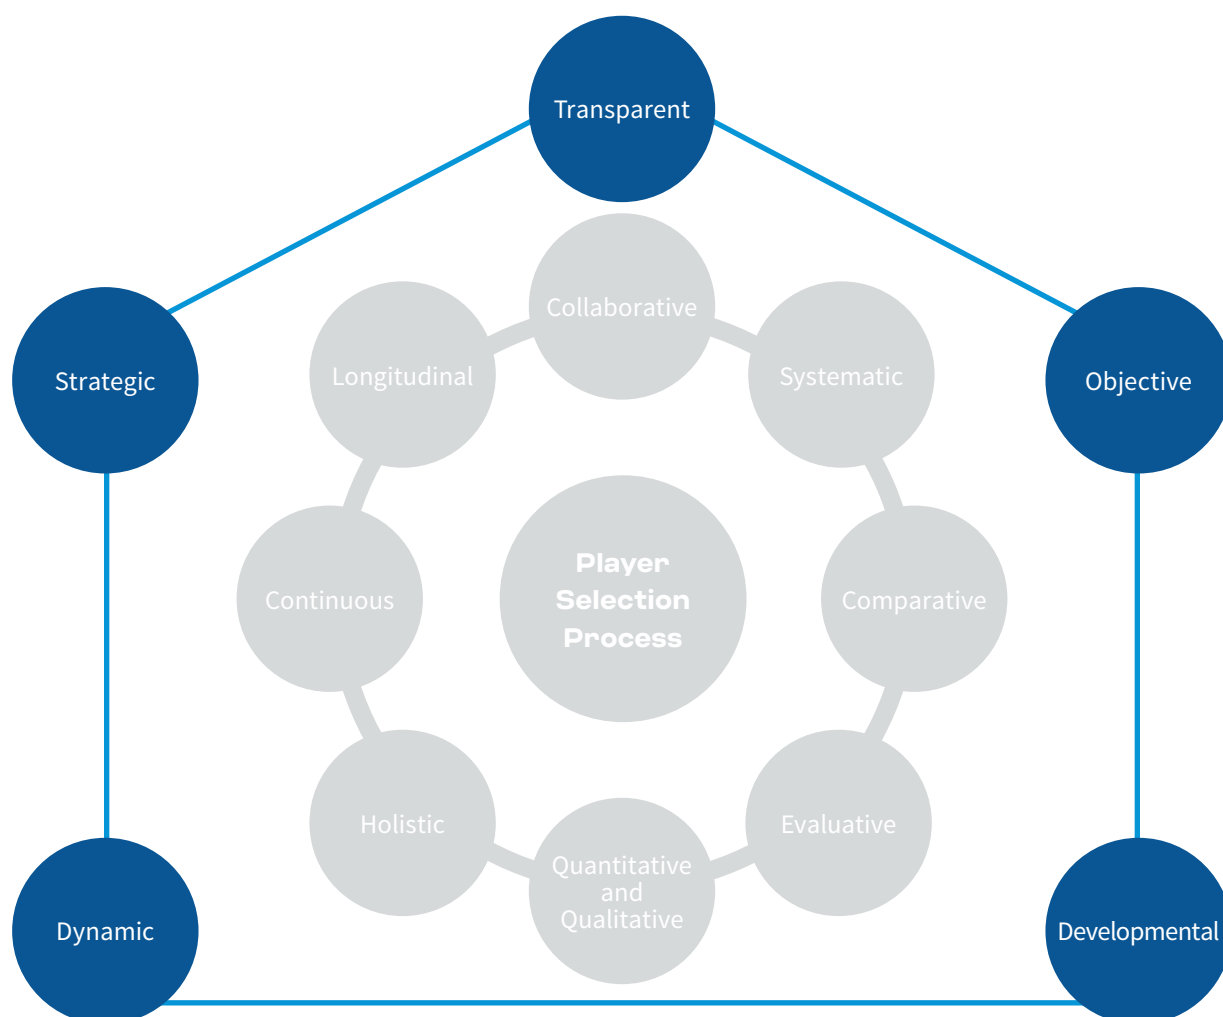 Transparent
Collaborative
Longitudinal
Systematic
Strategic
Objective
Player
Selection
Process
Continuous
Comparative
Holistic
Evaluative
Quantitative
and
Qualitative
Dynamic
Developmental